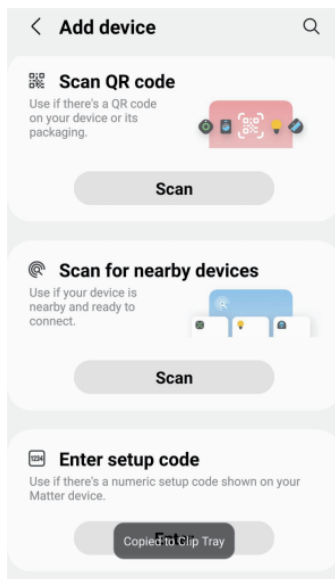 Add device
Scan QR code
Use if there's a QR code
on your device or its
packaging.
Scan
Scan for nearby devices
Use if your device is
nearby and ready to
connect.
Scan
1234
Enter setup code
Use if there's a numeric setup code shown on your
Matter device.
Copied to Clip Tray